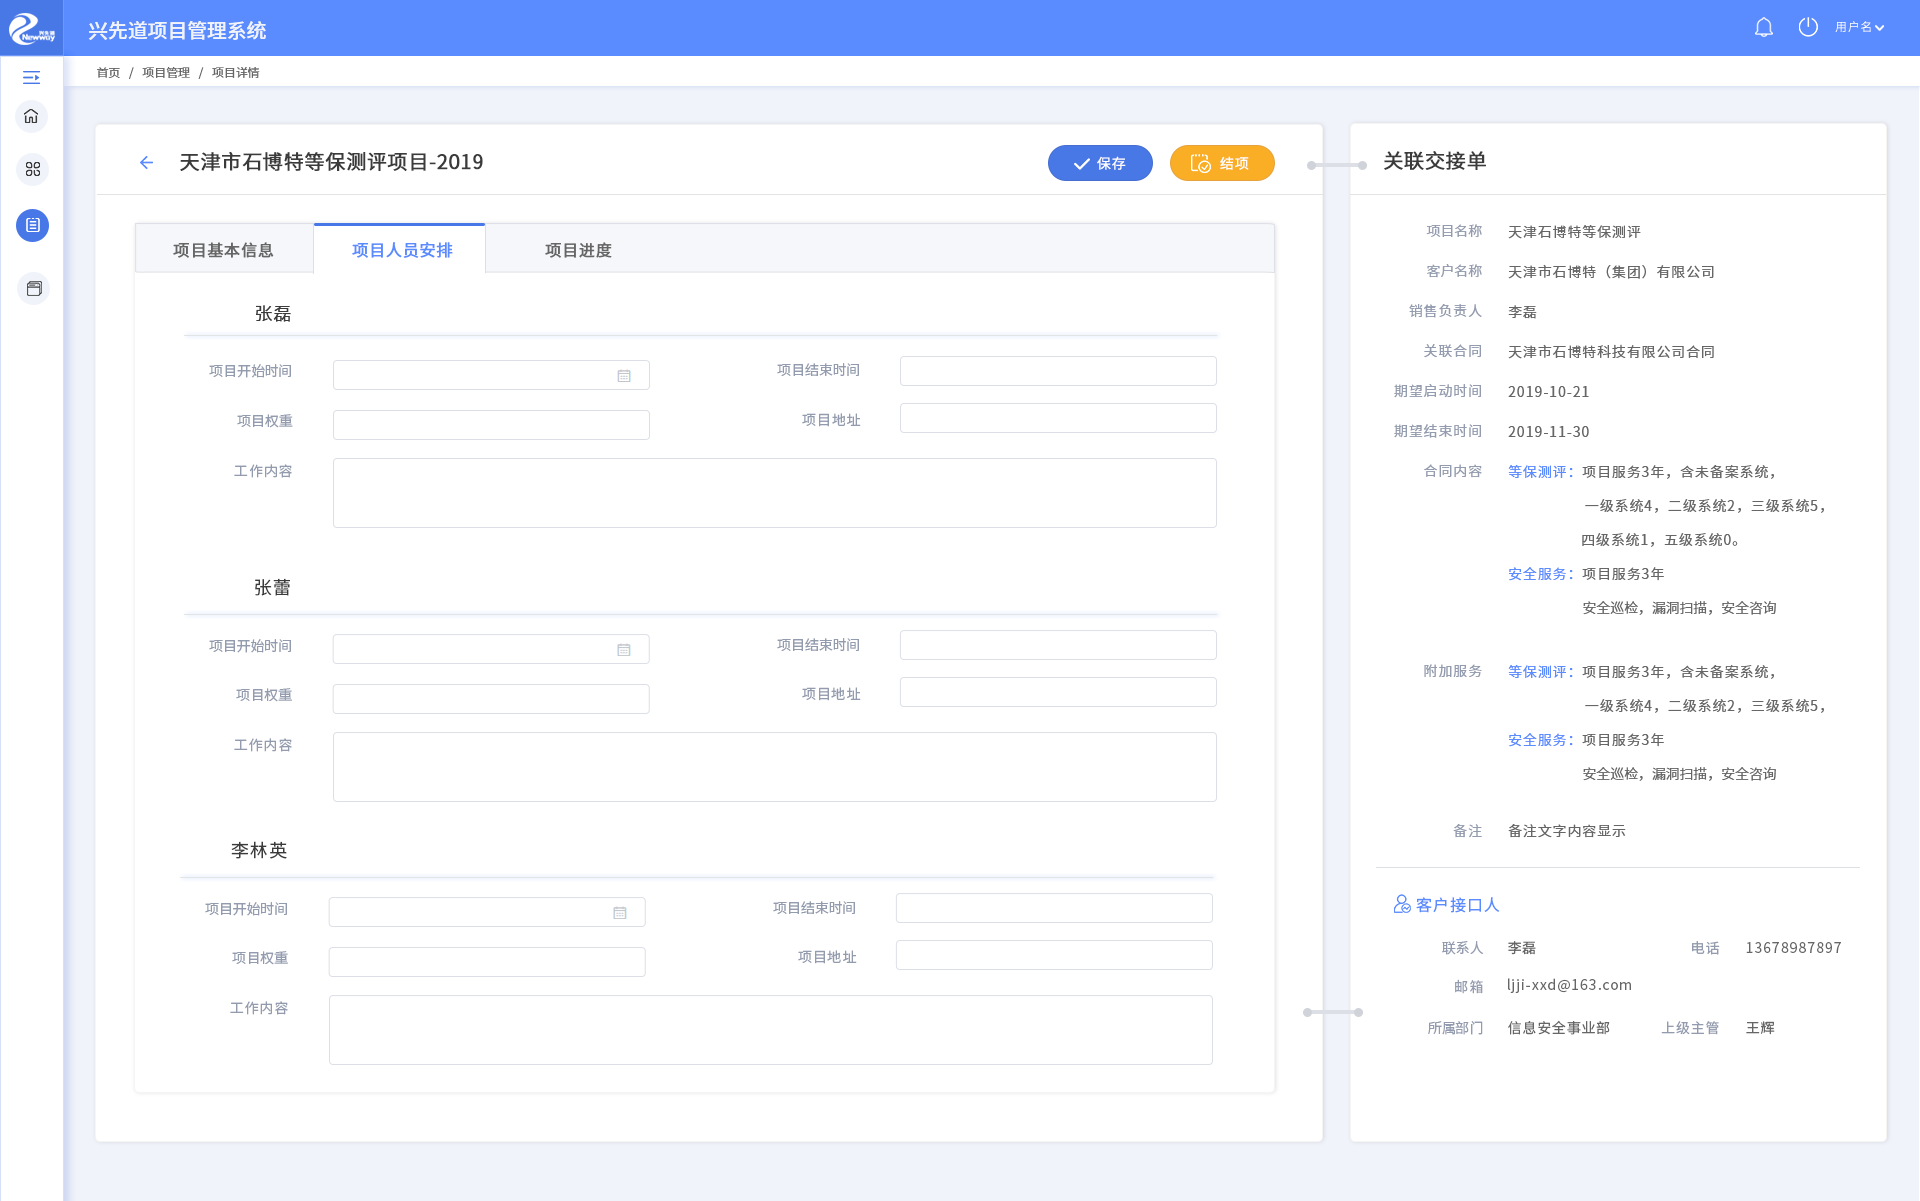 Newway 兴先道
兴先道项目管理系统
用户名
首页 / 项目管理 / 项目详情
天津市石博特等保测评项目-2019
保存
结项
项目基本信息
项目人员安排
项目进度
张磊
项目开始时间
项目结束时间
项目权重
项目地址
工作内容
张蕾
项目开始时间
项目结束时间
项目权重
项目地址
工作内容
李林英
项目开始时间
项目结束时间
项目权重
项目地址
工作内容
关联交接单
项目名称 天津石博特等保测评
客户名称 天津市石博特（集团）有限公司
销售负责人 李磊
关联合同 天津市石博特科技有限公司合同
期望启动时间 2019-10-21
期望结束时间 2019-11-30
合同内容 等保测评：项目服务3年，含未备案系统，
一级系统4，二级系统2，三级系统5，
四级系统1，五级系统0。
安全服务：项目服务3年
安全巡检，漏洞扫描，安全咨询
附加服务 等保测评：项目服务3年，含未备案系统，
一级系统4，二级系统2，三级系统5，
安全服务：项目服务3年
安全巡检，漏洞扫描，安全咨询
备注 备注文字内容显示
客户接口人
联系人 李磊 电话 13678987897
邮箱 ljji-xxd@163.com
所属部门 信息安全事业部 上级主管 王辉